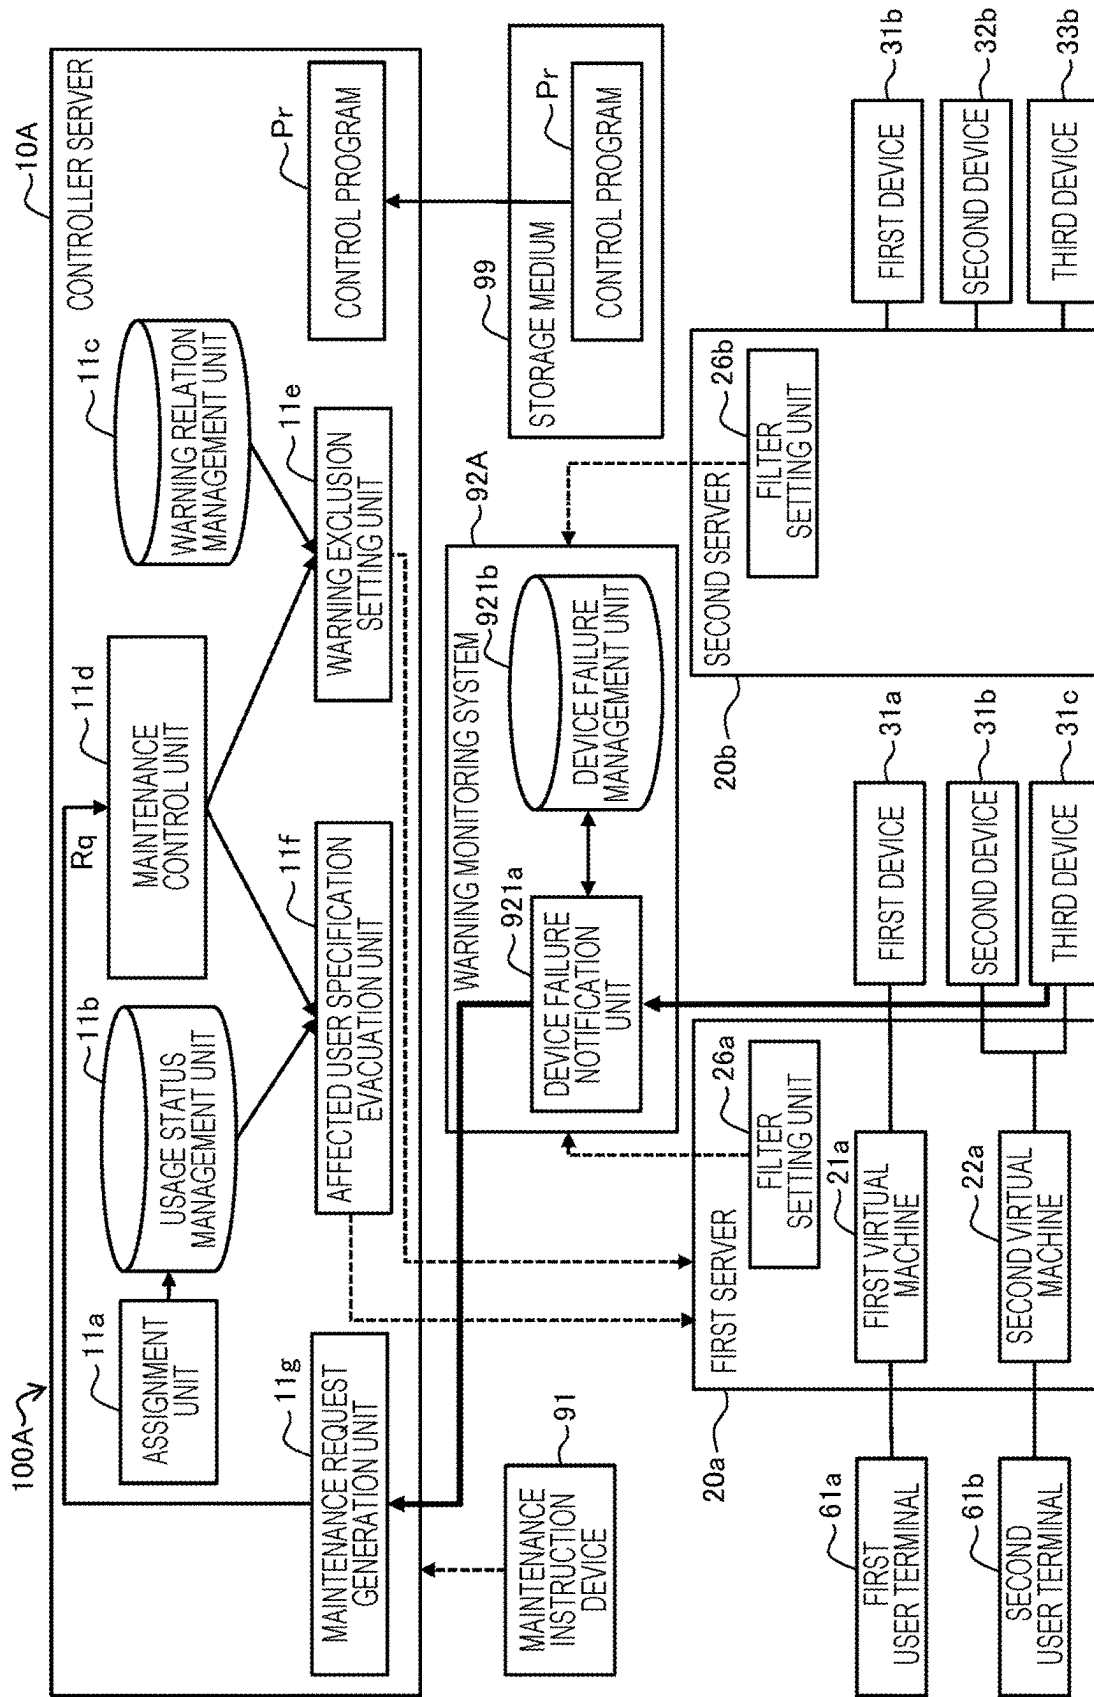 100A
10A
CONTROLLER SERVER
11a
ASSIGNMENT
UNIT
11b
USAGE STATUS
MANAGEMENT UNIT
Rq
11d
MAINTENANCE
CONTROL UNIT
11c
WARNING RELATION
MANAGEMENT UNIT
11g
MAINTENANCE REQUEST
GENERATION UNIT
11f
AFFECTED USER SPECIFICATION
EVACUATION UNIT
11e
WARNING EXCLUSION
SETTING UNIT
Pr
CONTROL PROGRAM
91
MAINTENANCE
INSTRUCTION
DEVICE
92A
WARNING MONITORING SYSTEM
921a
DEVICE FAILURE
NOTIFICATION
UNIT
921b
DEVICE FAILURE
MANAGEMENT UNIT
99
STORAGE MEDIUM
Pr
CONTROL PROGRAM
20a
FIRST SERVER
26a
FILTER
SETTING UNIT
61a
FIRST
USER TERMINAL
21a
FIRST VIRTUAL
MACHINE
31a
FIRST DEVICE
61b
SECOND
USER TERMINAL
22a
SECOND VIRTUAL
MACHINE
31b
SECOND DEVICE
31c
THIRD DEVICE
20b
SECOND SERVER
26b
FILTER
SETTING UNIT
31b
FIRST DEVICE
32b
SECOND DEVICE
33b
THIRD DEVICE